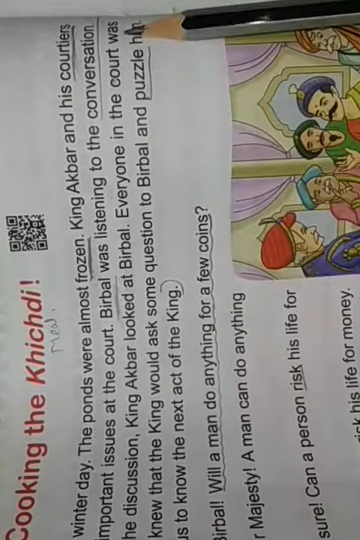 Cooking the Khichdi!
meal.
winter day. The ponds were almost frozen. King Akbar and his courtiers
important issues at the court. Birbal was listening to the conversation.
he discussion, King Akbar looked at Birbal. Everyone in the court was
knew that the King would ask some question to Birbal and puzzle
us to know the next act of the King.
Birbal! Will a man do anything for a few coins?
r Majesty! A man can do anything
sure! Can a person risk his life for
risk his life for money.